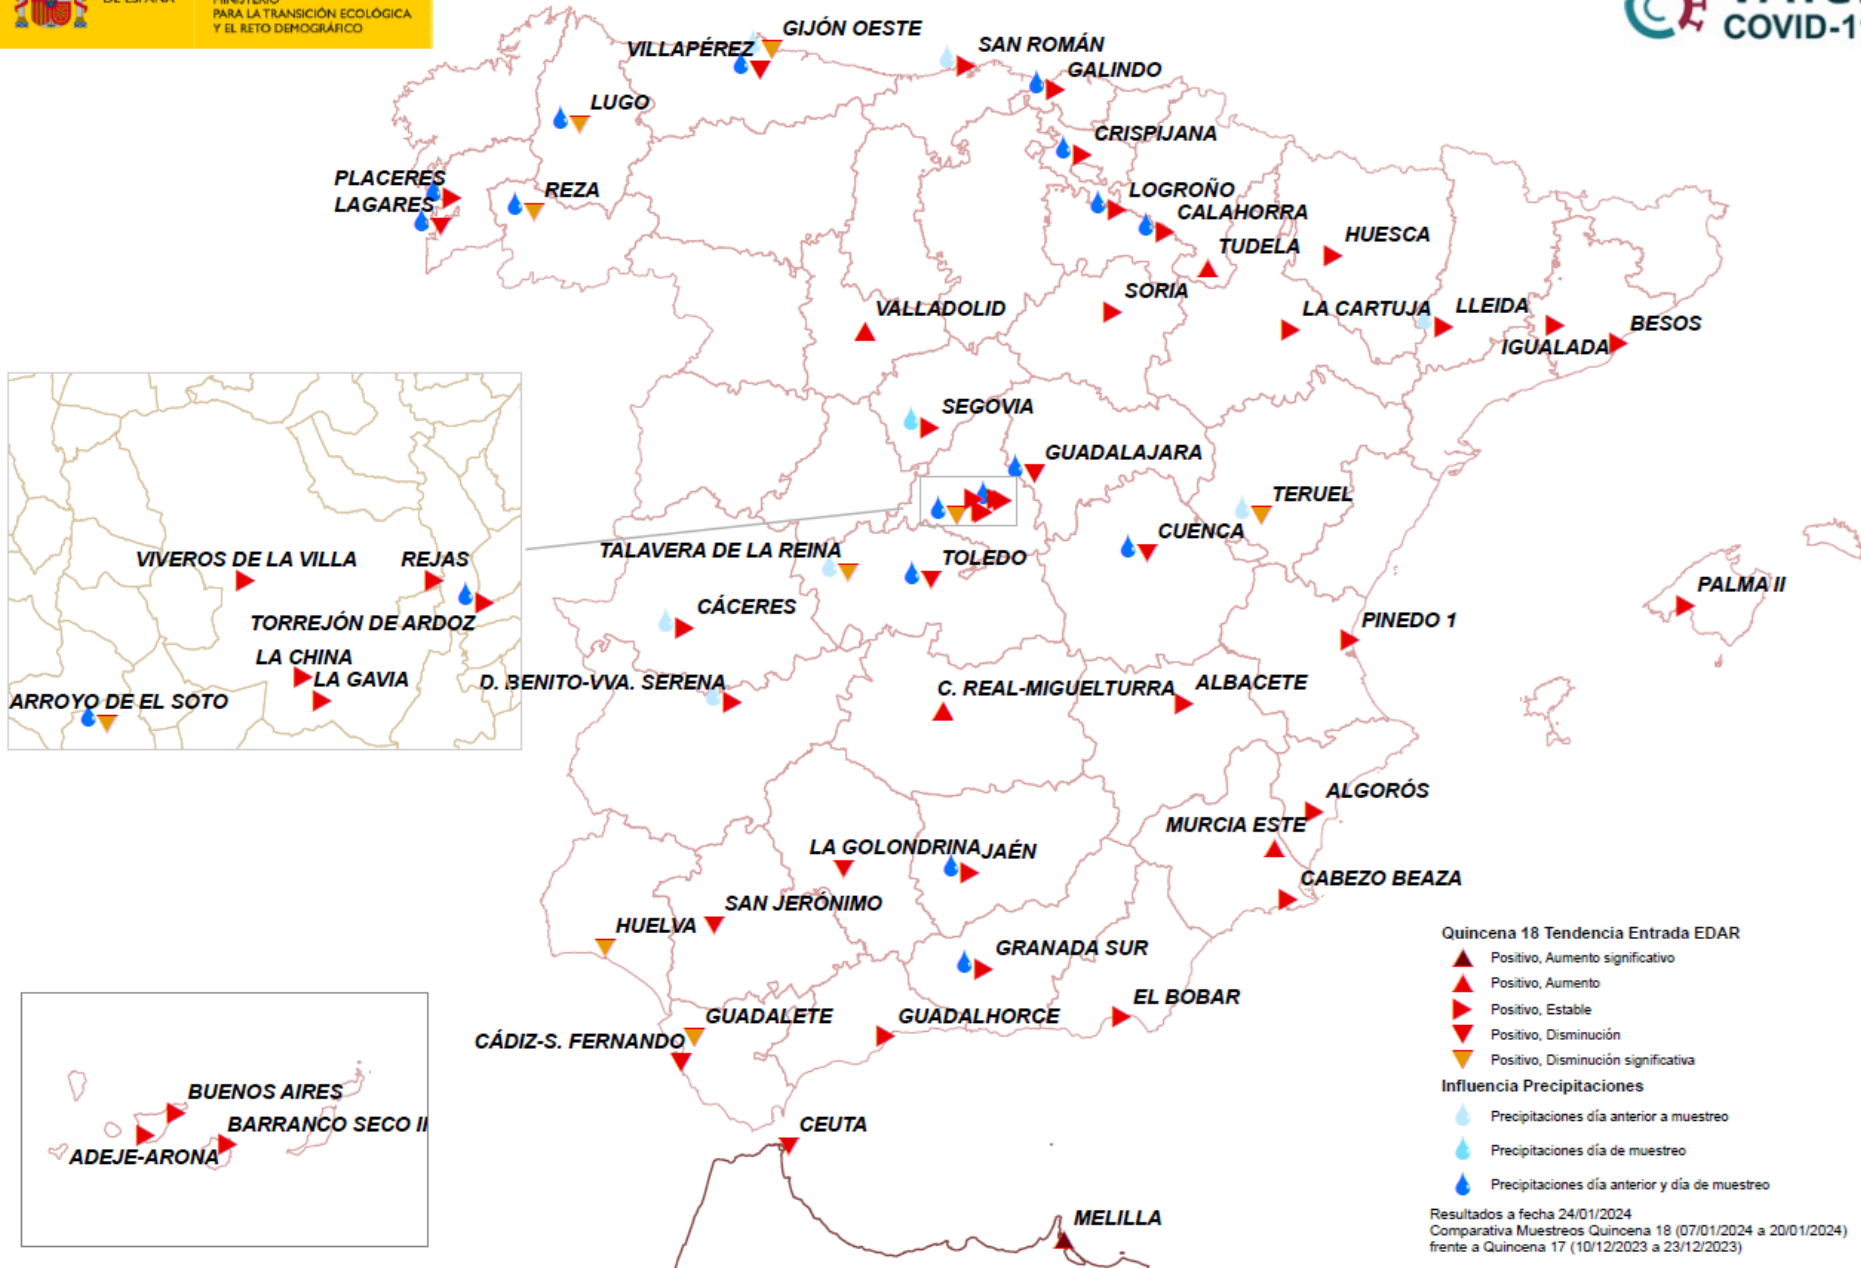 DE ESPAÑA
MINISTERIO
PARA LA TRANSICIÓN ECOLÓGICA
Y EL RETO DEMOGRÁFICO
COVID-1
GIJÓN OESTE
VILLAPÉREZ
SAN ROMÁN
GALINDO
LUGO
CRISPIJANA
PLACERES
REZA
LOGROÑO
LAGARES
CALAHORRA
TUDELA
HUESCA
SORIA
VALLADOLID
LA CARTUJA
LLEIDA
BESOS
IGUALADA
SEGOVIA
GUADALAJARA
TERUEL
CUENCA
TALAVERA DE LA REINA
TOLEDO
VIVEROS DE LA VILLA
REJAS
TORREJÓN DE ARDOZ
LA CHINA
LA GAVIA
ARROYO DE EL SOTO
CÁCERES
PALMA II
PINEDO 1
D. BENITO-VVA. SERENA
C. REAL-MIGUELTURRA
ALBACETE
ALGORÓS
MURCIA ESTE
LA GOLONDRINA
JAÉN
CABEZO BEAZA
SAN JERÓNIMO
HUELVA
GRANADA SUR
EL BOBAR
GUADALETE
GUADALHORCE
CÁDIZ-S. FERNANDO
BUENOS AIRES
BARRANCO SECO II
ADEJE-ARONA
CEUTA
MELILLA
Quincena 18 Tendencia Entrada EDAR
Positivo, Aumento significativo
Positivo, Aumento
Positivo, Estable
Positivo, Disminución
Positivo, Disminución significativa
Influencia Precipitaciones
Precipitaciones día anterior a muestreo
Precipitaciones día de muestreo
Precipitaciones día anterior y día de muestreo
Resultados a fecha 24/01/2024
Comparativa Muestreos Quincena 18 (07/01/2024 a 20/01/2024)
frente a Quincena 17 (10/12/2023 a 23/12/2023)